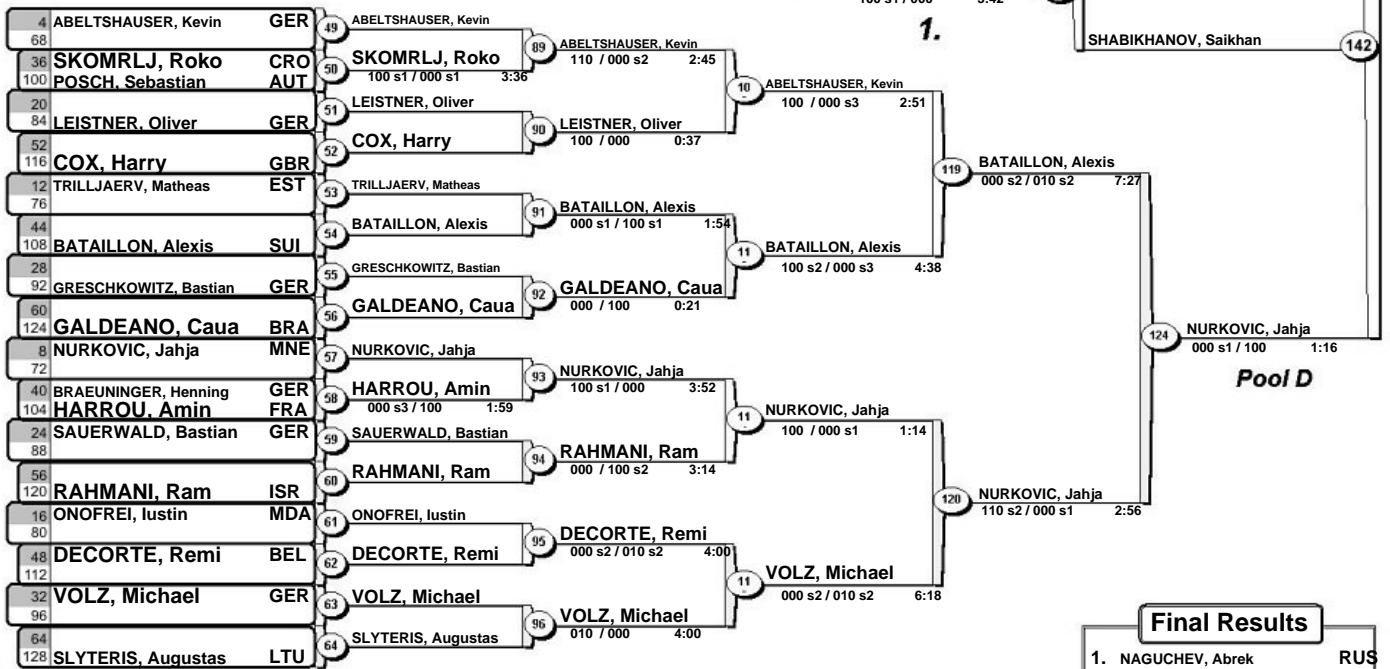 1.
SHABIKHANOV, Saikhan
142
4 ABELTSHAUSER, Kevin GER
68
36 SKOMRLJ, Roko CRO
100 POSCH, Sebastian AUT
20
84 LEISTNER, Oliver GER
52
116 COX, Harry GBR
12 TRILLJAERV, Matheas EST
76
44
108 BATAILLON, Alexis SUI
28
92 GRESCHKOWITZ, Bastian GER
60
124 GALDEANO, Caua BRA
8 NURKOVIC, Jahja MNE
72
40 BRAEUNINGER, Henning GER
104 HARROU, Amin FRA
24 SAUERWALD, Bastian GER
88
56
120 RAHMANI, Ram ISR
16 ONOFREI, Iustin MDA
80
48 DECORTE, Remi BEL
112
32 VOLZ, Michael GER
96
64
128 SLYTERIS, Augustas LTU
49 ABELTSHAUSER, Kevin
50 SKOMRLJ, Roko
100 s1 / 000 s1 3:36
51 LEISTNER, Oliver
52 COX, Harry
53 TRILLJAERV, Matheas
54 BATAILLON, Alexis
55 GRESCHKOWITZ, Bastian
56 GALDEANO, Caua
57 NURKOVIC, Jahja
58 HARROU, Amin
000 s3 / 100 1:59
59 SAUERWALD, Bastian
60 RAHMANI, Ram
61 ONOFREI, Iustin
62 DECORTE, Remi
63 VOLZ, Michael
64 SLYTERIS, Augustas
89 ABELTSHAUSER, Kevin
110 / 000 s2 2:45
90 LEISTNER, Oliver
100 / 000 0:37
91 BATAILLON, Alexis
000 s1 / 100 s1 1:54
92 GALDEANO, Caua
000 / 100 0:21
93 NURKOVIC, Jahja
100 s1 / 000 3:52
94 RAHMANI, Ram
000 / 100 s2 3:14
95 DECORTE, Remi
000 s2 / 010 s2 4:00
96 VOLZ, Michael
010 / 000 4:00
10 ABELTSHAUSER, Kevin
100 / 000 s3 2:51
11 BATAILLON, Alexis
100 s2 / 000 s3 4:38
11 NURKOVIC, Jahja
100 / 000 s1 1:14
11 VOLZ, Michael
000 s2 / 010 s2 6:18
119 BATAILLON, Alexis
000 s2 / 010 s2 7:27
120 NURKOVIC, Jahja
110 s2 / 000 s1 2:56
124 NURKOVIC, Jahja
000 s1 / 100 1:16
Pool D
Final Results
1. NAGUCHEV, Abrek RUS